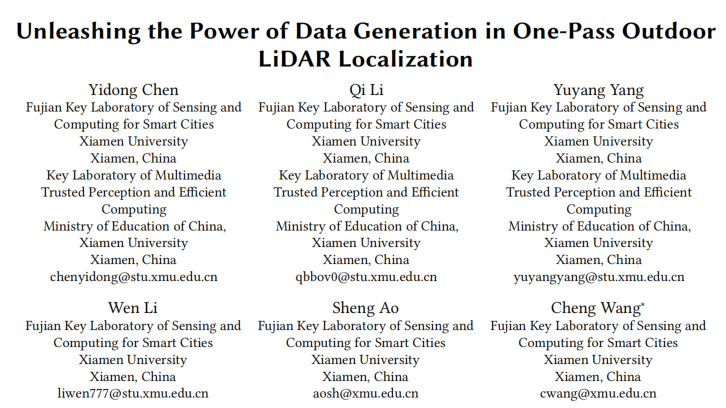 Unleashing the Power of Data Generation in One-Pass Outdoor
LiDAR Localization
Yidong Chen
Fujian Key Laboratory of Sensing and
Computing for Smart Cities
Xiamen University
Xiamen, China
Key Laboratory of Multimedia
Trusted Perception and Efficient
Computing
Ministry of Education of China,
Xiamen University
Xiamen, China
chenyidong@stu.xmu.edu.cn
Qi Li
Fujian Key Laboratory of Sensing and
Computing for Smart Cities
Xiamen University
Xiamen, China
Key Laboratory of Multimedia
Trusted Perception and Efficient
Computing
Ministry of Education of China,
Xiamen University
Xiamen, China
qbbov0@stu.xmu.edu.cn
Yuyang Yang
Fujian Key Laboratory of Sensing and
Computing for Smart Cities
Xiamen University
Xiamen, China
Key Laboratory of Multimedia
Trusted Perception and Efficient
Computing
Ministry of Education of China,
Xiamen University
Xiamen, China
yuyangyang@stu.xmu.edu.cn
Wen Li
Fujian Key Laboratory of Sensing and
Computing for Smart Cities
Xiamen University
Xiamen, China
liwen777@stu.xmu.edu.cn
Sheng Ao
Fujian Key Laboratory of Sensing and
Computing for Smart Cities
Xiamen University
Xiamen, China
aosh@xmu.edu.cn
Cheng Wang*
Fujian Key Laboratory of Sensing and
Computing for Smart Cities
Xiamen University
Xiamen, China
cwang@xmu.edu.cn